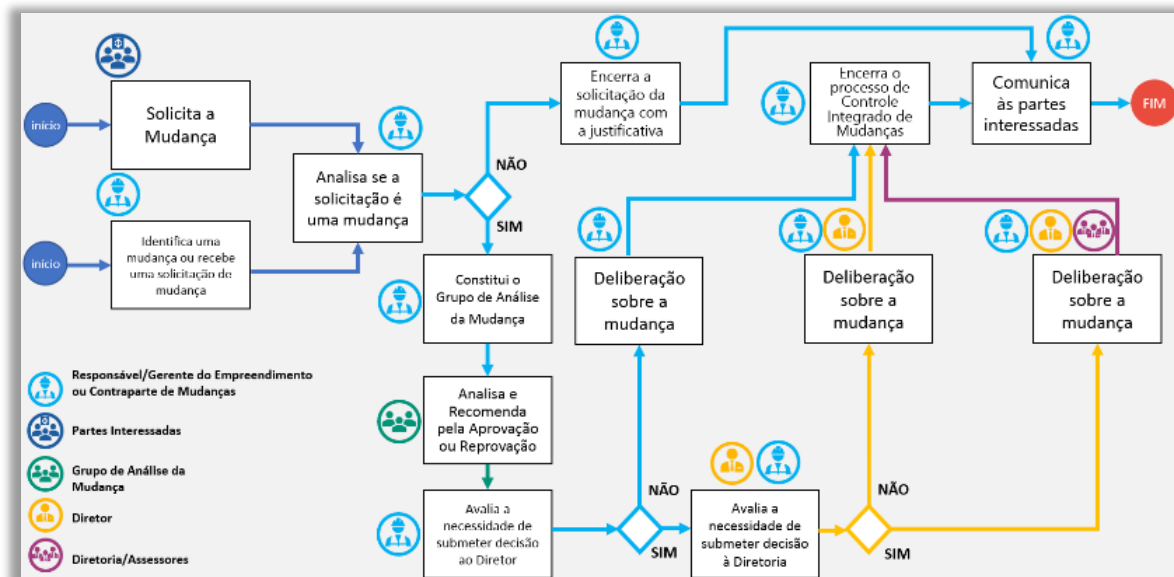 início
Solicita a
Mudança
início
Identifica uma
mudança ou recebe
uma solicitação de
mudança
Analisa se a
solicitação é
uma mudança
NÃO
SIM
Encerra a
solicitação da
mudança com
a justificativa
Encerra o
processo de
Controle
Integrado de
Mudanças
Comunica
às partes
interessadas
FIM
Constitui o
Grupo de Análise
da Mudança
Analisa e
Recomenda
pela Aprovação
ou Reprovação
Avalia a
necessidade de
submeter decisão
ao Diretor
NÃO
SIM
Deliberação
sobre a
mudança
Avalia a
necessidade de
submeter decisão
à Diretoria
NÃO
SIM
Deliberação
sobre a
mudança
Deliberação
sobre a
mudança
Responsável/Gerente do Empreendimento
ou Contraparte de Mudanças
Partes Interessadas
Grupo de Análise da
Mudança
Diretor
Diretoria/Assessores